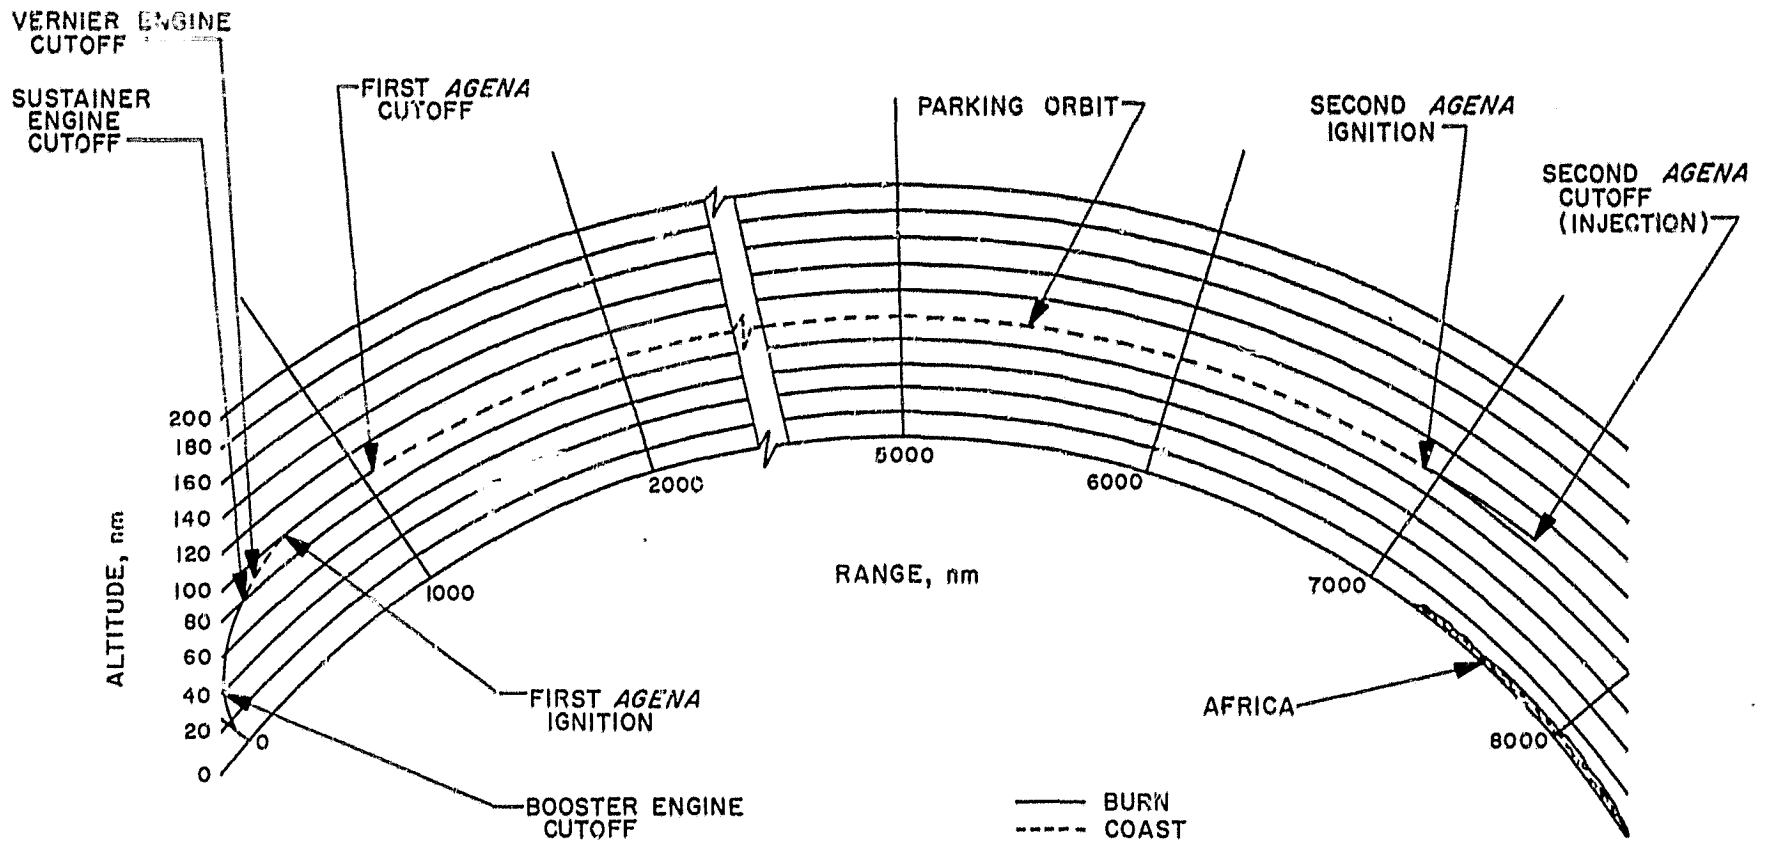 VERNIER ENGINE
CUTOFF
SUSTAINER
ENGINE
CUTOFF
FIRST AGENA
CUTOFF
PARKING ORBIT
SECOND AGENA
IGNITION
SECOND AGENA
CUTOFF
(INJECTION)
200
180
160
140
120
100
80
60
40
20
0
ALTITUDE, nm
0
1000
2000
5000
6000
7000
8000
RANGE, nm
FIRST AGENA
IGNITION
AFRICA
BOOSTER ENGINE
CUTOFF
BURN
COAST